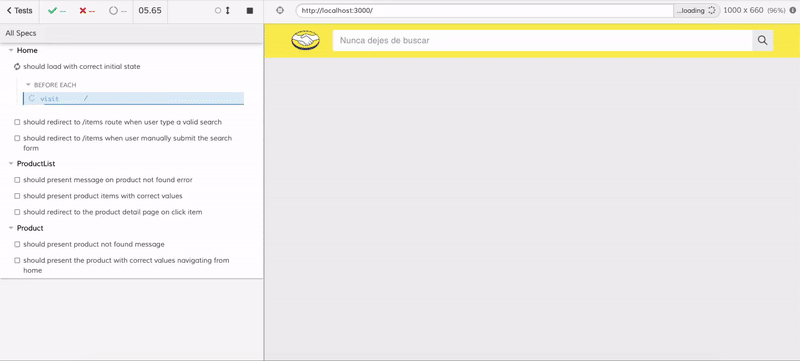 Tests
--
--
--
05.65
http://localhost:3000/
...loading
1000 x 660 (96%)
All Specs
Nunca dejes de buscar
Home
should load with correct initial state
BEFORE EACH
visit /
should redirect to /items route when user type a valid search
should redirect to /items when user manually submit the search
form
ProductList
should present message on product not found error
should present product items with correct values
should redirect to the product detail page on click item
Product
should present product not found message
should present the product with correct values navigating from
home